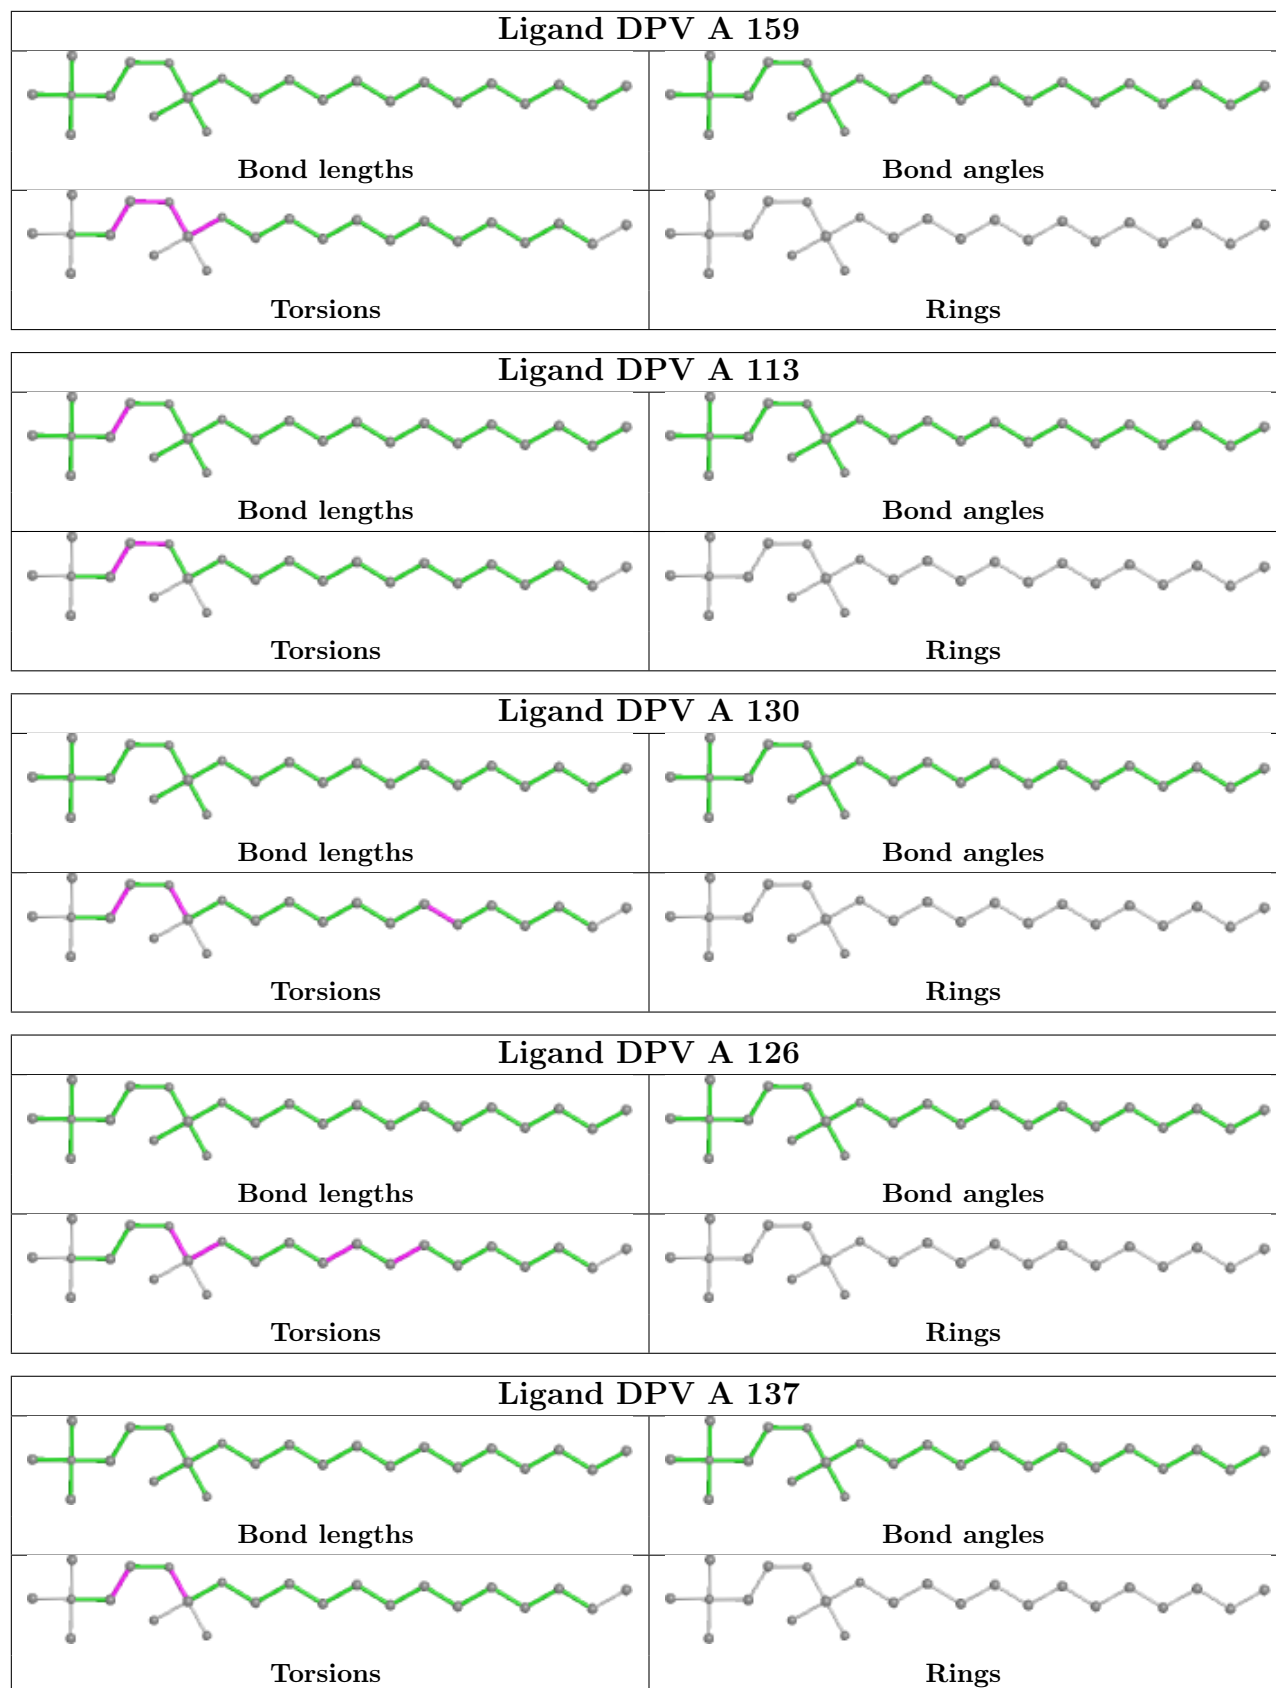 Ligand DPV A 159
Bond lengths
Bond angles
Torsions
Rings
Ligand DPV A 113
Bond lengths
Bond angles
Torsions
Rings
Ligand DPV A 130
Bond lengths
Bond angles
Torsions
Rings
Ligand DPV A 126
Bond lengths
Bond angles
Torsions
Rings
Ligand DPV A 137
Bond lengths
Bond angles
Torsions
Rings